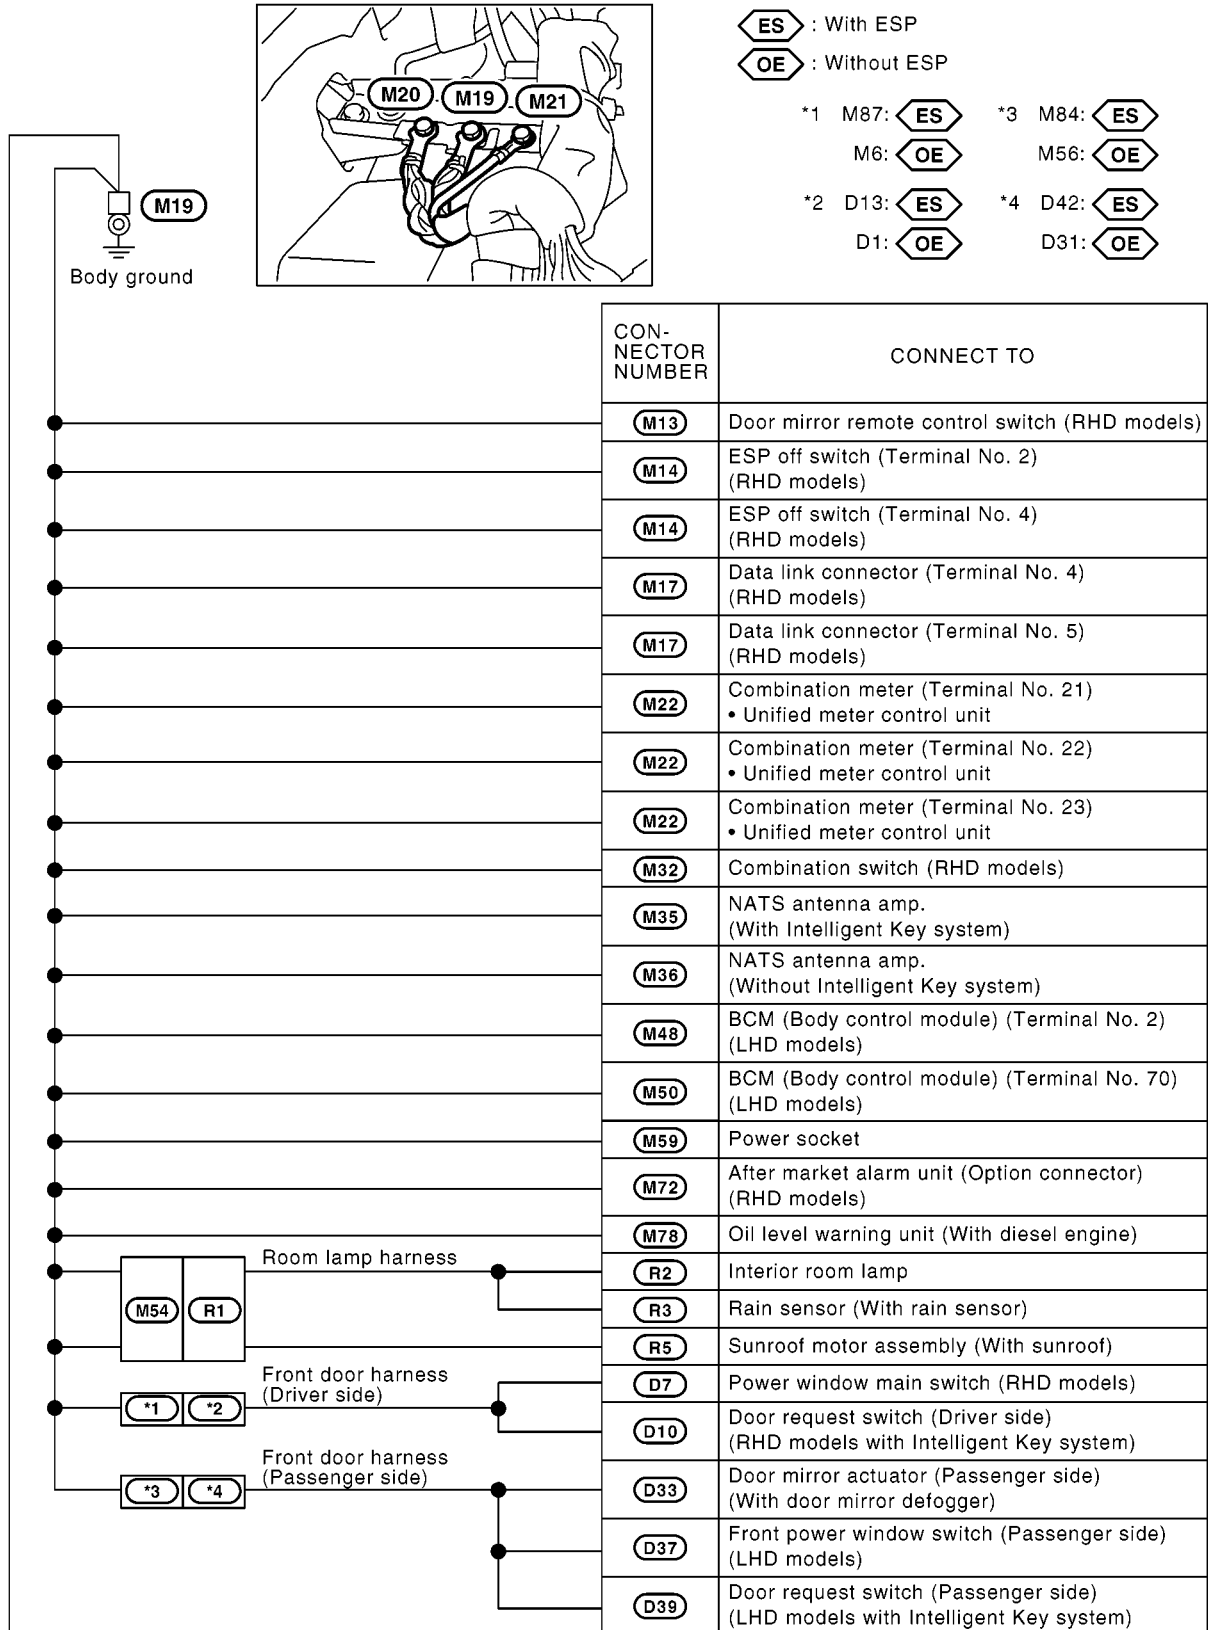 M20 M19 M21
ES : With ESP
OE : Without ESP
*1 M87: ES *3 M84: ES
M6: OE M56: OE
*2 D13: ES *4 D42: ES
D1: OE D31: OE
M19
Body ground
CON-
NECTOR
NUMBER
CONNECT TO
M13 Door mirror remote control switch (RHD models)
M14 ESP off switch (Terminal No. 2)
(RHD models)
M14 ESP off switch (Terminal No. 4)
(RHD models)
M17 Data link connector (Terminal No. 4)
(RHD models)
M17 Data link connector (Terminal No. 5)
(RHD models)
M22 Combination meter (Terminal No. 21)
• Unified meter control unit
M22 Combination meter (Terminal No. 22)
• Unified meter control unit
M22 Combination meter (Terminal No. 23)
• Unified meter control unit
M32 Combination switch (RHD models)
M35 NATS antenna amp.
(With Intelligent Key system)
M36 NATS antenna amp.
(Without Intelligent Key system)
M48 BCM (Body control module) (Terminal No. 2)
(LHD models)
M50 BCM (Body control module) (Terminal No. 70)
(LHD models)
M59 Power socket
M72 After market alarm unit (Option connector)
(RHD models)
M78 Oil level warning unit (With diesel engine)
Room lamp harness
M54 R1
R2 Interior room lamp
R3 Rain sensor (With rain sensor)
R5 Sunroof motor assembly (With sunroof)
Front door harness
(Driver side)
*1 *2
D7 Power window main switch (RHD models)
D10 Door request switch (Driver side)
(RHD models with Intelligent Key system)
Front door harness
(Passenger side)
*3 *4
D33 Door mirror actuator (Passenger side)
(With door mirror defogger)
D37 Front power window switch (Passenger side)
(LHD models)
D39 Door request switch (Passenger side)
(LHD models with Intelligent Key system)